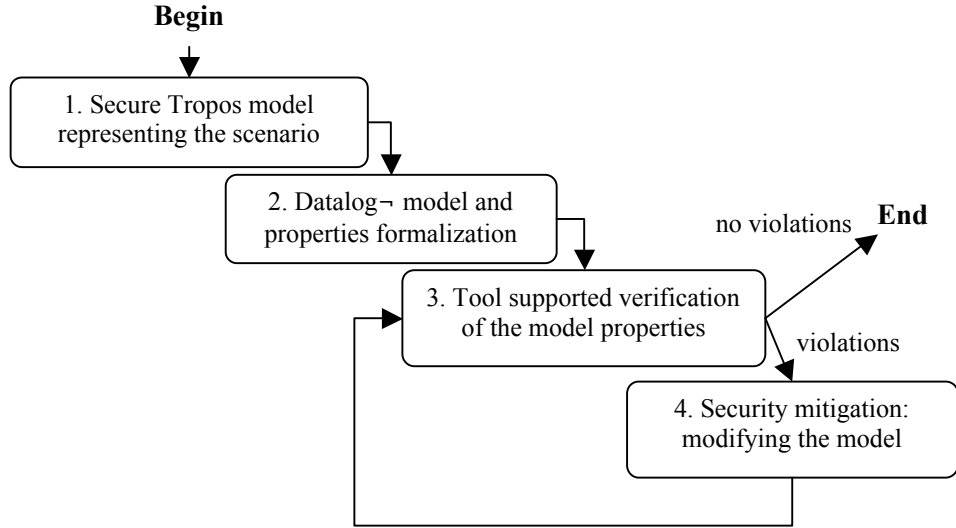 Begin
1. Secure Tropos model
representing the scenario
2. Datalog¬ model and
properties formalization
no violations
End
3. Tool supported verification
of the model properties
violations
4. Security mitigation:
modifying the model